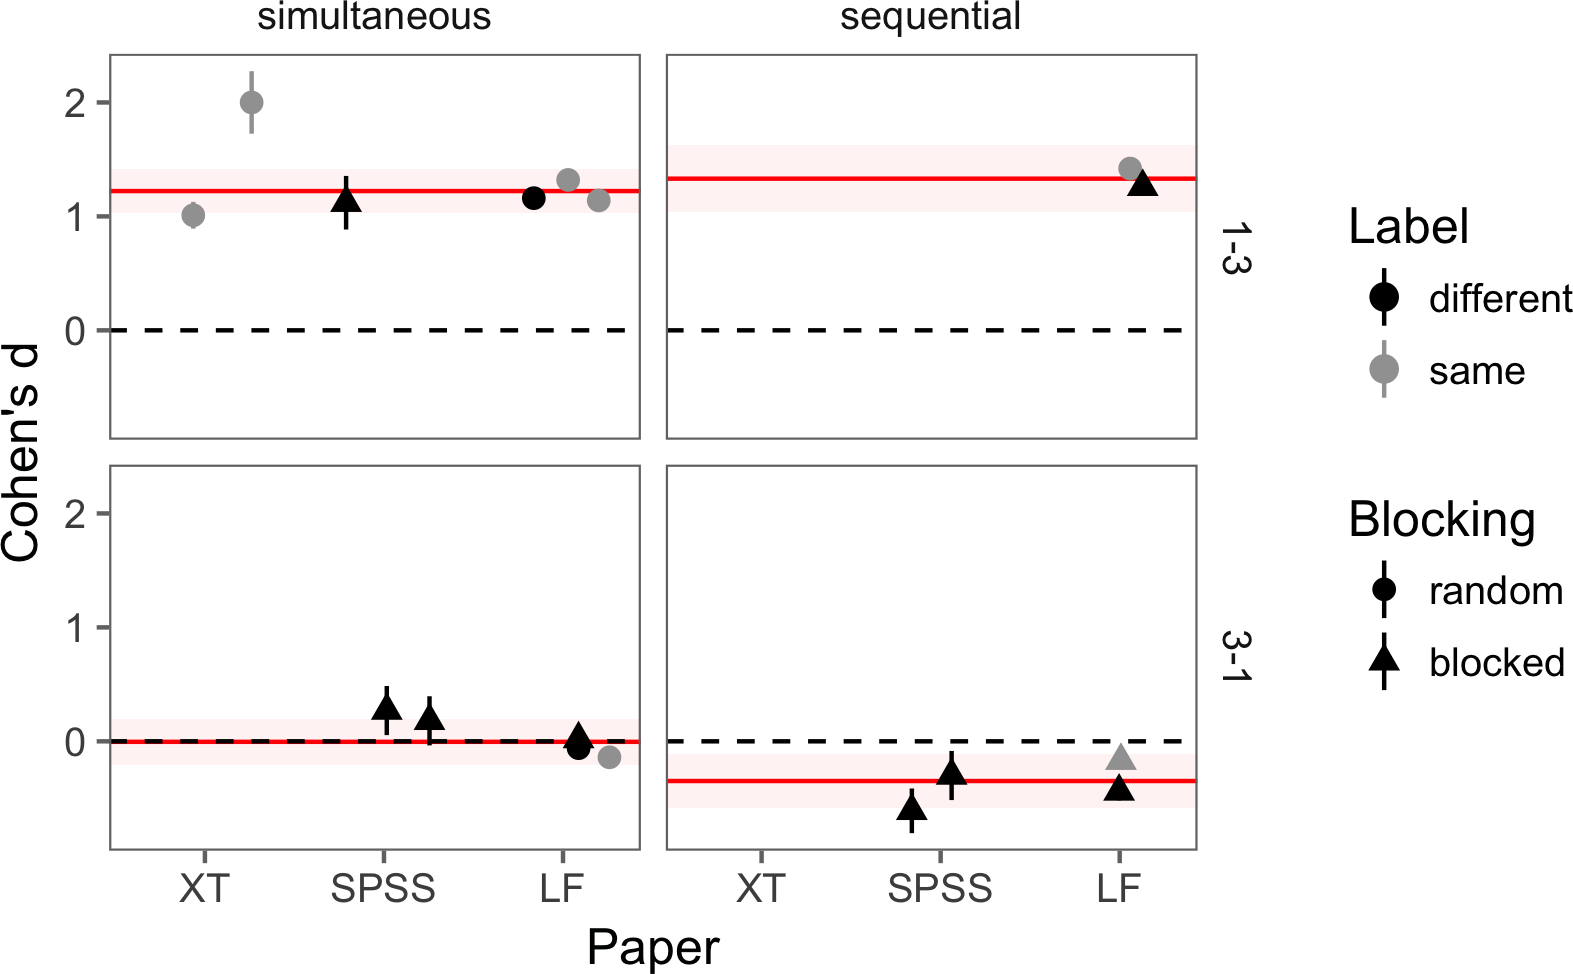 simultaneous
sequential
2
1
0
1-3
2
1
0
3-1
Cohen's d
XT
SPSS
LF
XT
SPSS
LF
Paper
Label
different
same
Blocking
random
blocked